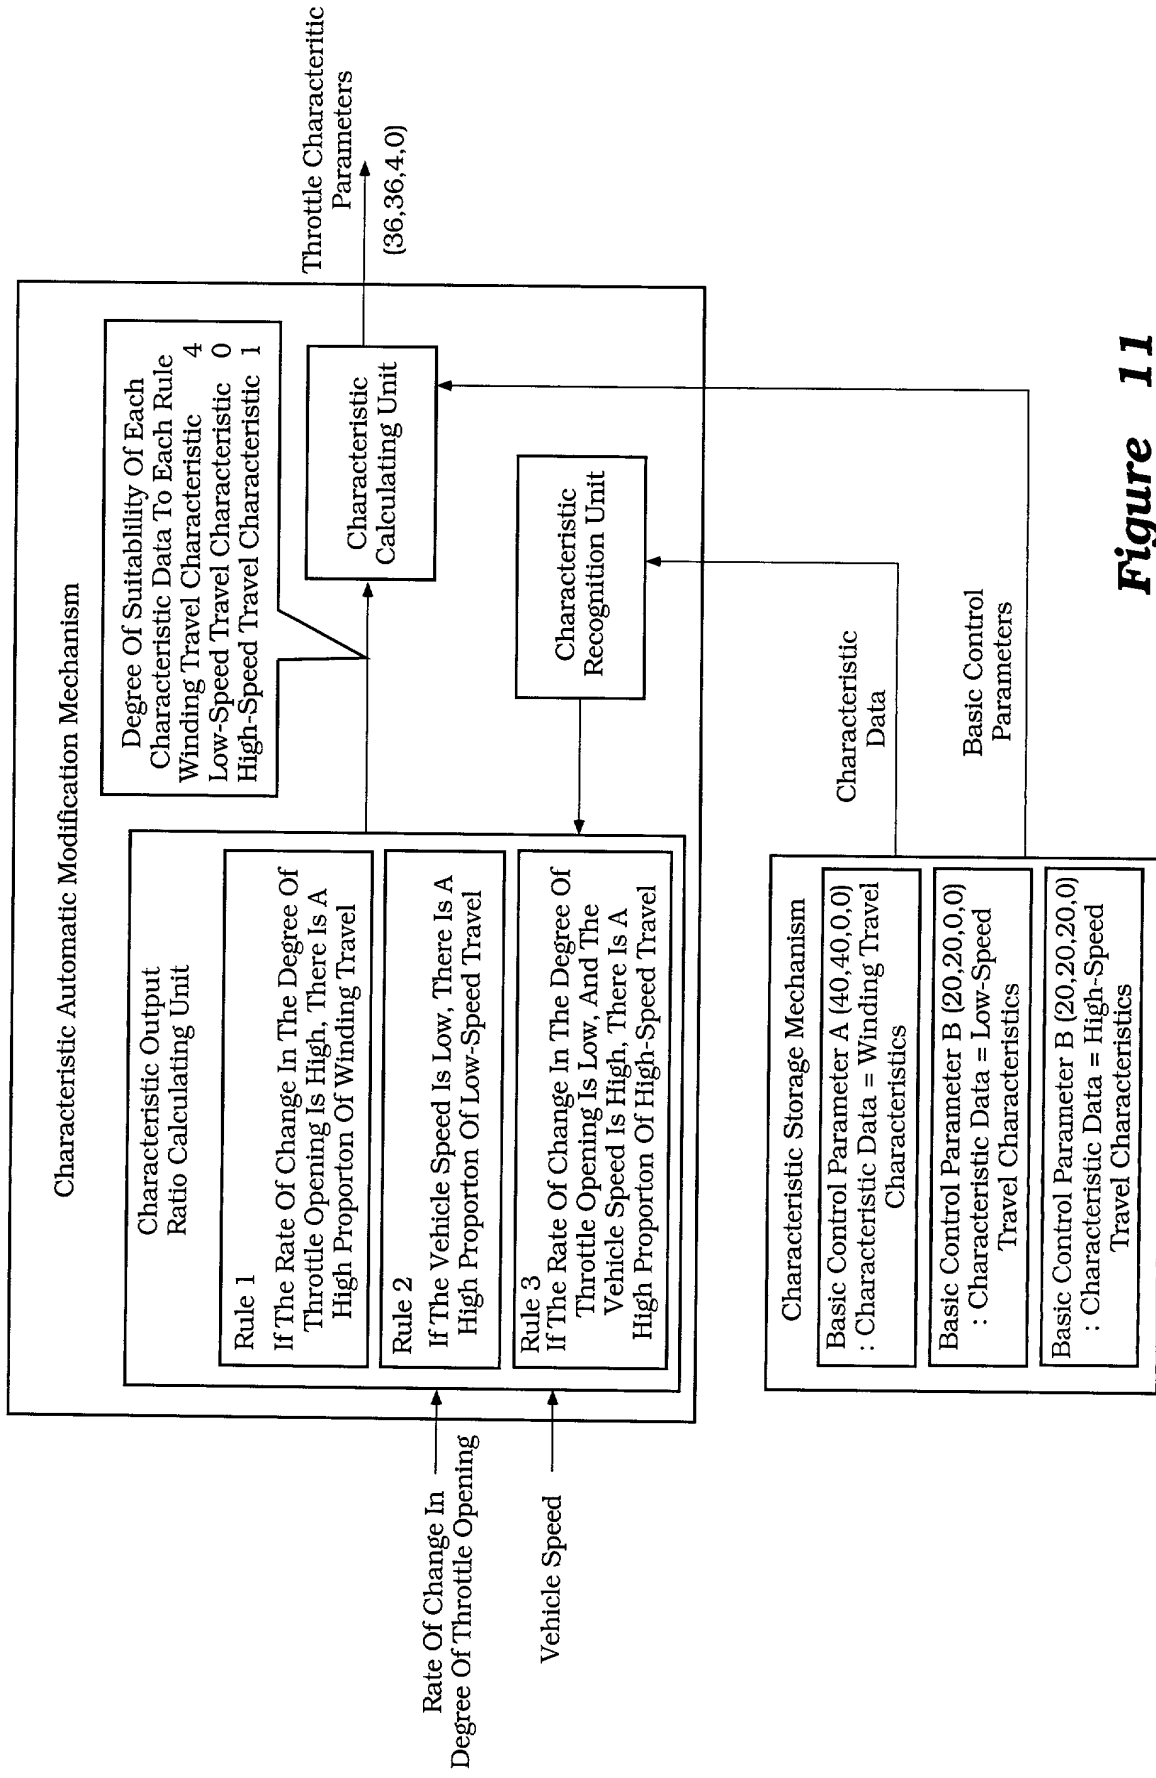 Characteristic Automatic Modification Mechanism
Characteristic Output
Ratio Calculating Unit
Rule 1
If The Rate Of Change In The Degree Of
Throttle Opening Is High, There Is A
High Proporton Of Winding Travel
Rule 2
If The Vehicle Speed Is Low, There Is A
High Proporton Of Low-Speed Travel
Rule 3
If The Rate Of Change In The Degree Of
Throttle Opening Is Low, And The
Vehicle Speed Is High, There Is A
High Proporton Of High-Speed Travel
Rate Of Change In
Degree Of Throttle Opening
Vehicle Speed
Degree Of Suitablility Of Each
Characteristic Data To Each Rule
Winding Travel Characteristic 4
Low-Speed Travel Characteristic 0
High-Speed Travel Characteristic 1
Characteristic
Calculating Unit
Characteristic
Recognition Unit
Throttle Characteritic
Parameters
(36,36,4,0)
Characteristic Storage Mechanism
Basic Control Parameter A (40,40,0,0)
: Characteristic Data = Winding Travel
Characteristics
Basic Control Parameter B (20,20,0,0)
: Characteristic Data = Low-Speed
Travel Characteristics
Basic Control Parameter B (20,20,20,0)
: Characteristic Data = High-Speed
Travel Characteristics
Characteristic
Data
Basic Control
Parameters
Figure 11